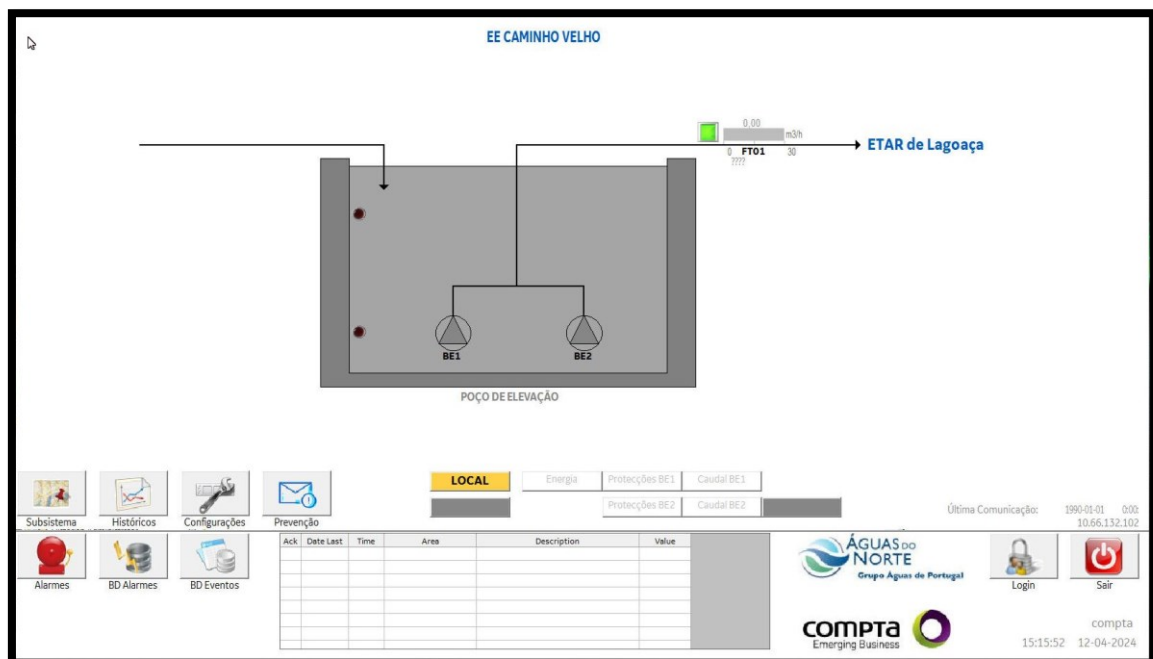 EE CAMINHO VELHO
0,00
m3/h
0 FT01 30
????
ETAR de Lagoaça
BE1 BE2
POÇO DE ELEVAÇÃO
LOCAL Energia Protecções BE1 Caudal BE1
Protecções BE2 Caudal BE2
Subsistema Históricos Configurações Prevenção
Última Comunicação: 1990-01-01 0:00:
10.66.132.102
Ack Date Last Time Area Description Value
Alarmes BD Alarmes BD Eventos
ÁGUAS DO
NORTE
Grupo Águas de Portugal
Login Sair
compta
Emerging Business
compta
15:15:52 12-04-2024